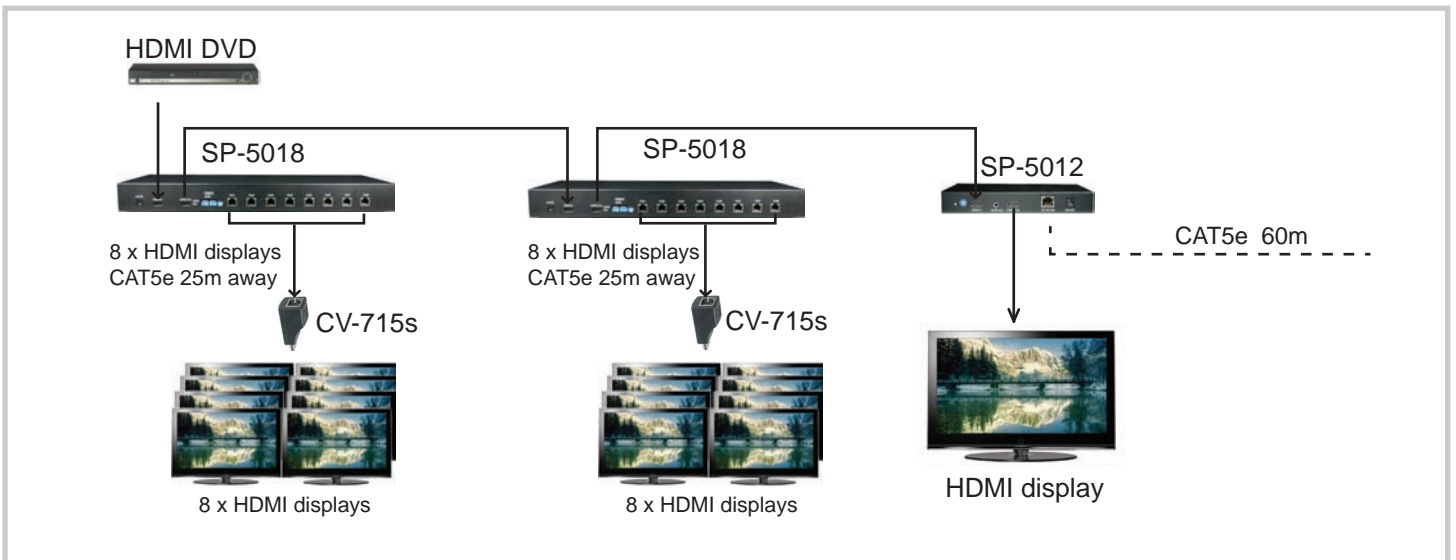 HDMI DVD
SP-5018
SP-5018
SP-5012
8 x HDMI displays
CAT5e 25m away
8 x HDMI displays
CAT5e 25m away
CAT5e 60m
CV-715s
CV-715s
8 x HDMI displays
8 x HDMI displays
HDMI display